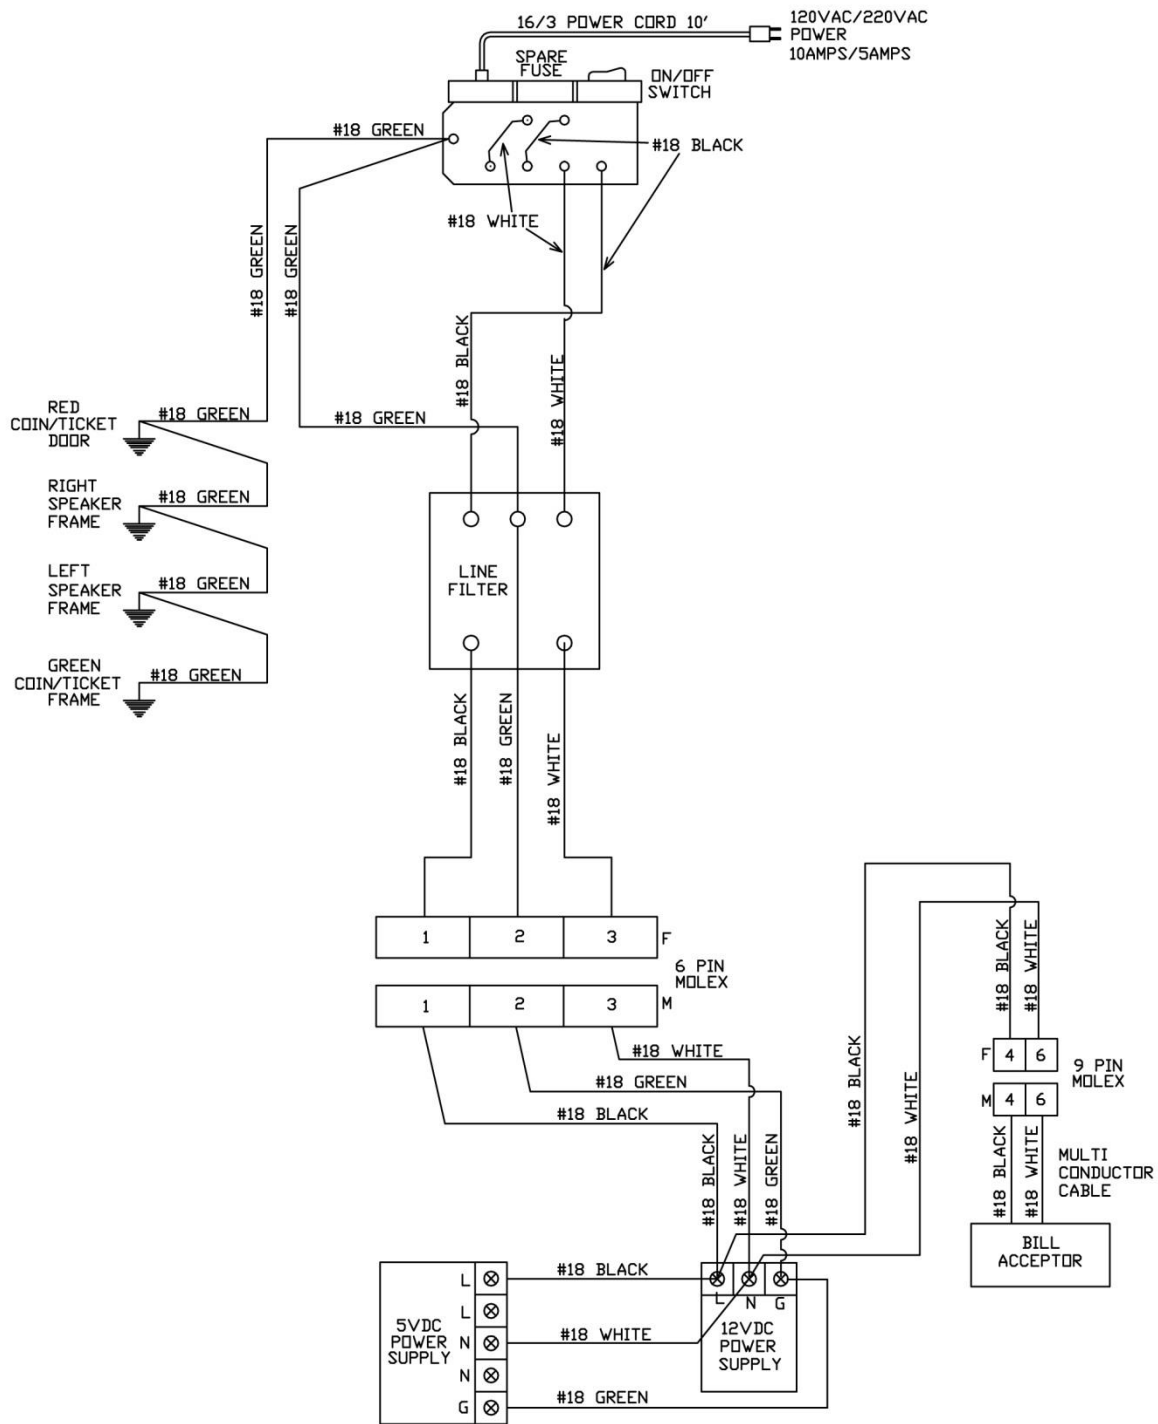 16/3 POWER CORD 10'
120VAC/220VAC
POWER
10AMPS/5AMPS
SPARE
FUSE
ON/OFF
SWITCH
#18 GREEN
#18 BLACK
#18 WHITE
#18 GREEN
#18 GREEN
#18 BLACK
#18 WHITE
RED
COIN/TICKET
DOOR
#18 GREEN
#18 GREEN
RIGHT
SPEAKER
FRAME
#18 GREEN
LEFT
SPEAKER
FRAME
#18 GREEN
GREEN
COIN/TICKET
FRAME
#18 GREEN
LINE
FILTER
#18 BLACK
#18 GREEN
#18 WHITE
1
2
3
F
6 PIN
MOLEX
1
2
3
M
#18 WHITE
#18 GREEN
#18 BLACK
#18 BLACK
#18 WHITE
#18 GREEN
#18 BLACK
#18 WHITE
#18 BLACK
#18 WHITE
F
4
6
9 PIN
MOLEX
M
4
6
#18 BLACK
#18 WHITE
MULTI
CONDUCTOR
CABLE
BILL
ACCEPTOR
5VDC
POWER
SUPPLY
L
L
N
N
G
#18 BLACK
#18 WHITE
#18 GREEN
L
N
G
12VDC
POWER
SUPPLY